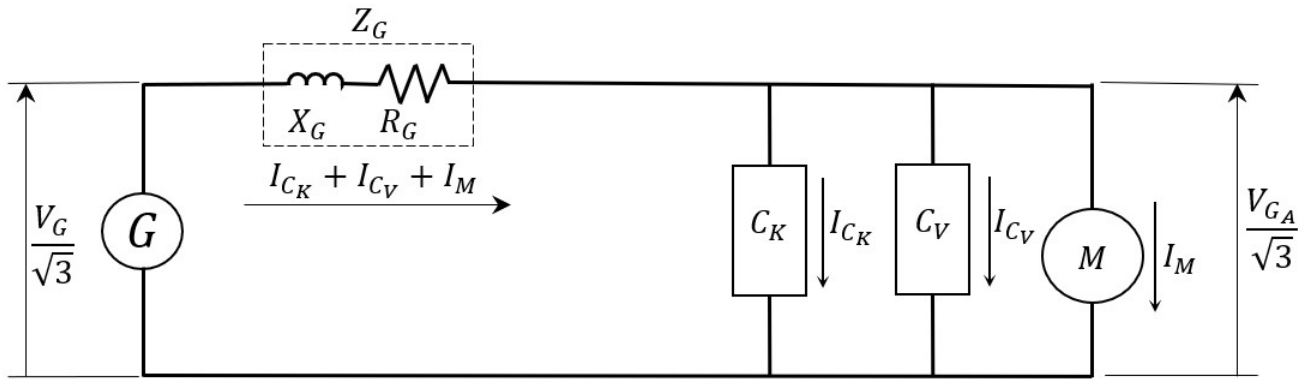 Z_G
X_G R_G
I_{C_K} + I_{C_V} + I_M
V_G/√3
G
C_K
I_{C_K}
C_V
I_{C_V}
M
I_M
V_{G_A}/√3